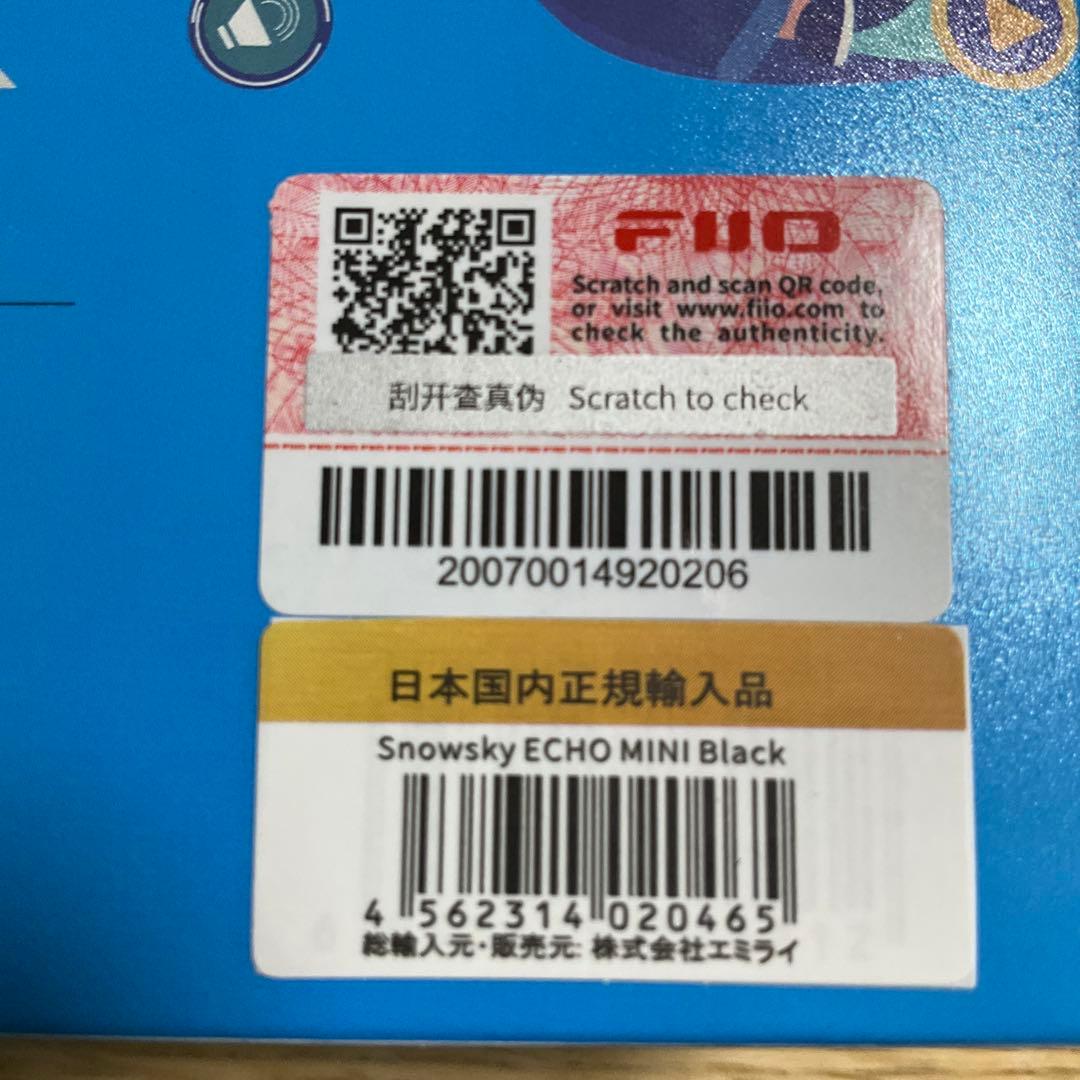 FiiO
Scratch and scan QR code,
or visit www.fiio.com to
check the authenticity.
刮开查真伪 Scratch to check
20070014920206
日本国内正規輸入品
Snowsky ECHO MINI Black
4 562314 020465
総輸入元・販売元: 株式会社エミライ